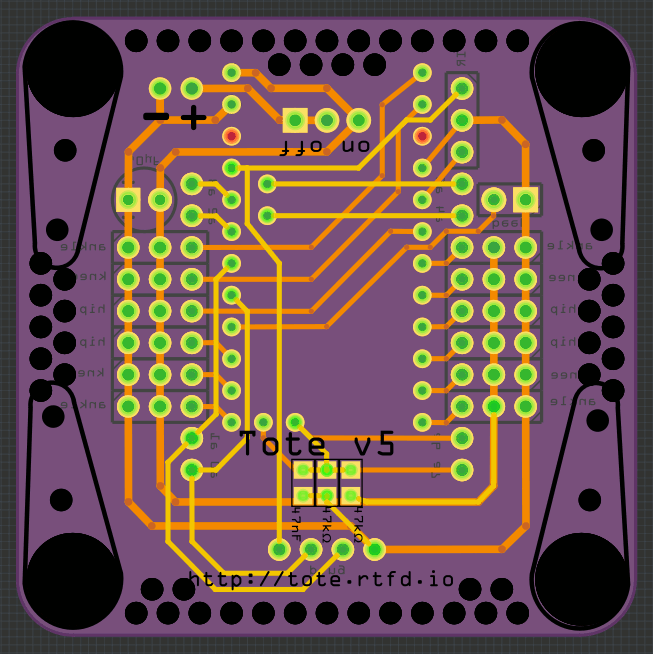 IR
- +
off on
ankle ankle
knee knee
hip hip
hip hip
knee knee
ankle ankle
Tote v5
47nF 47kΩ 47kΩ
http://tote.rtfd.io